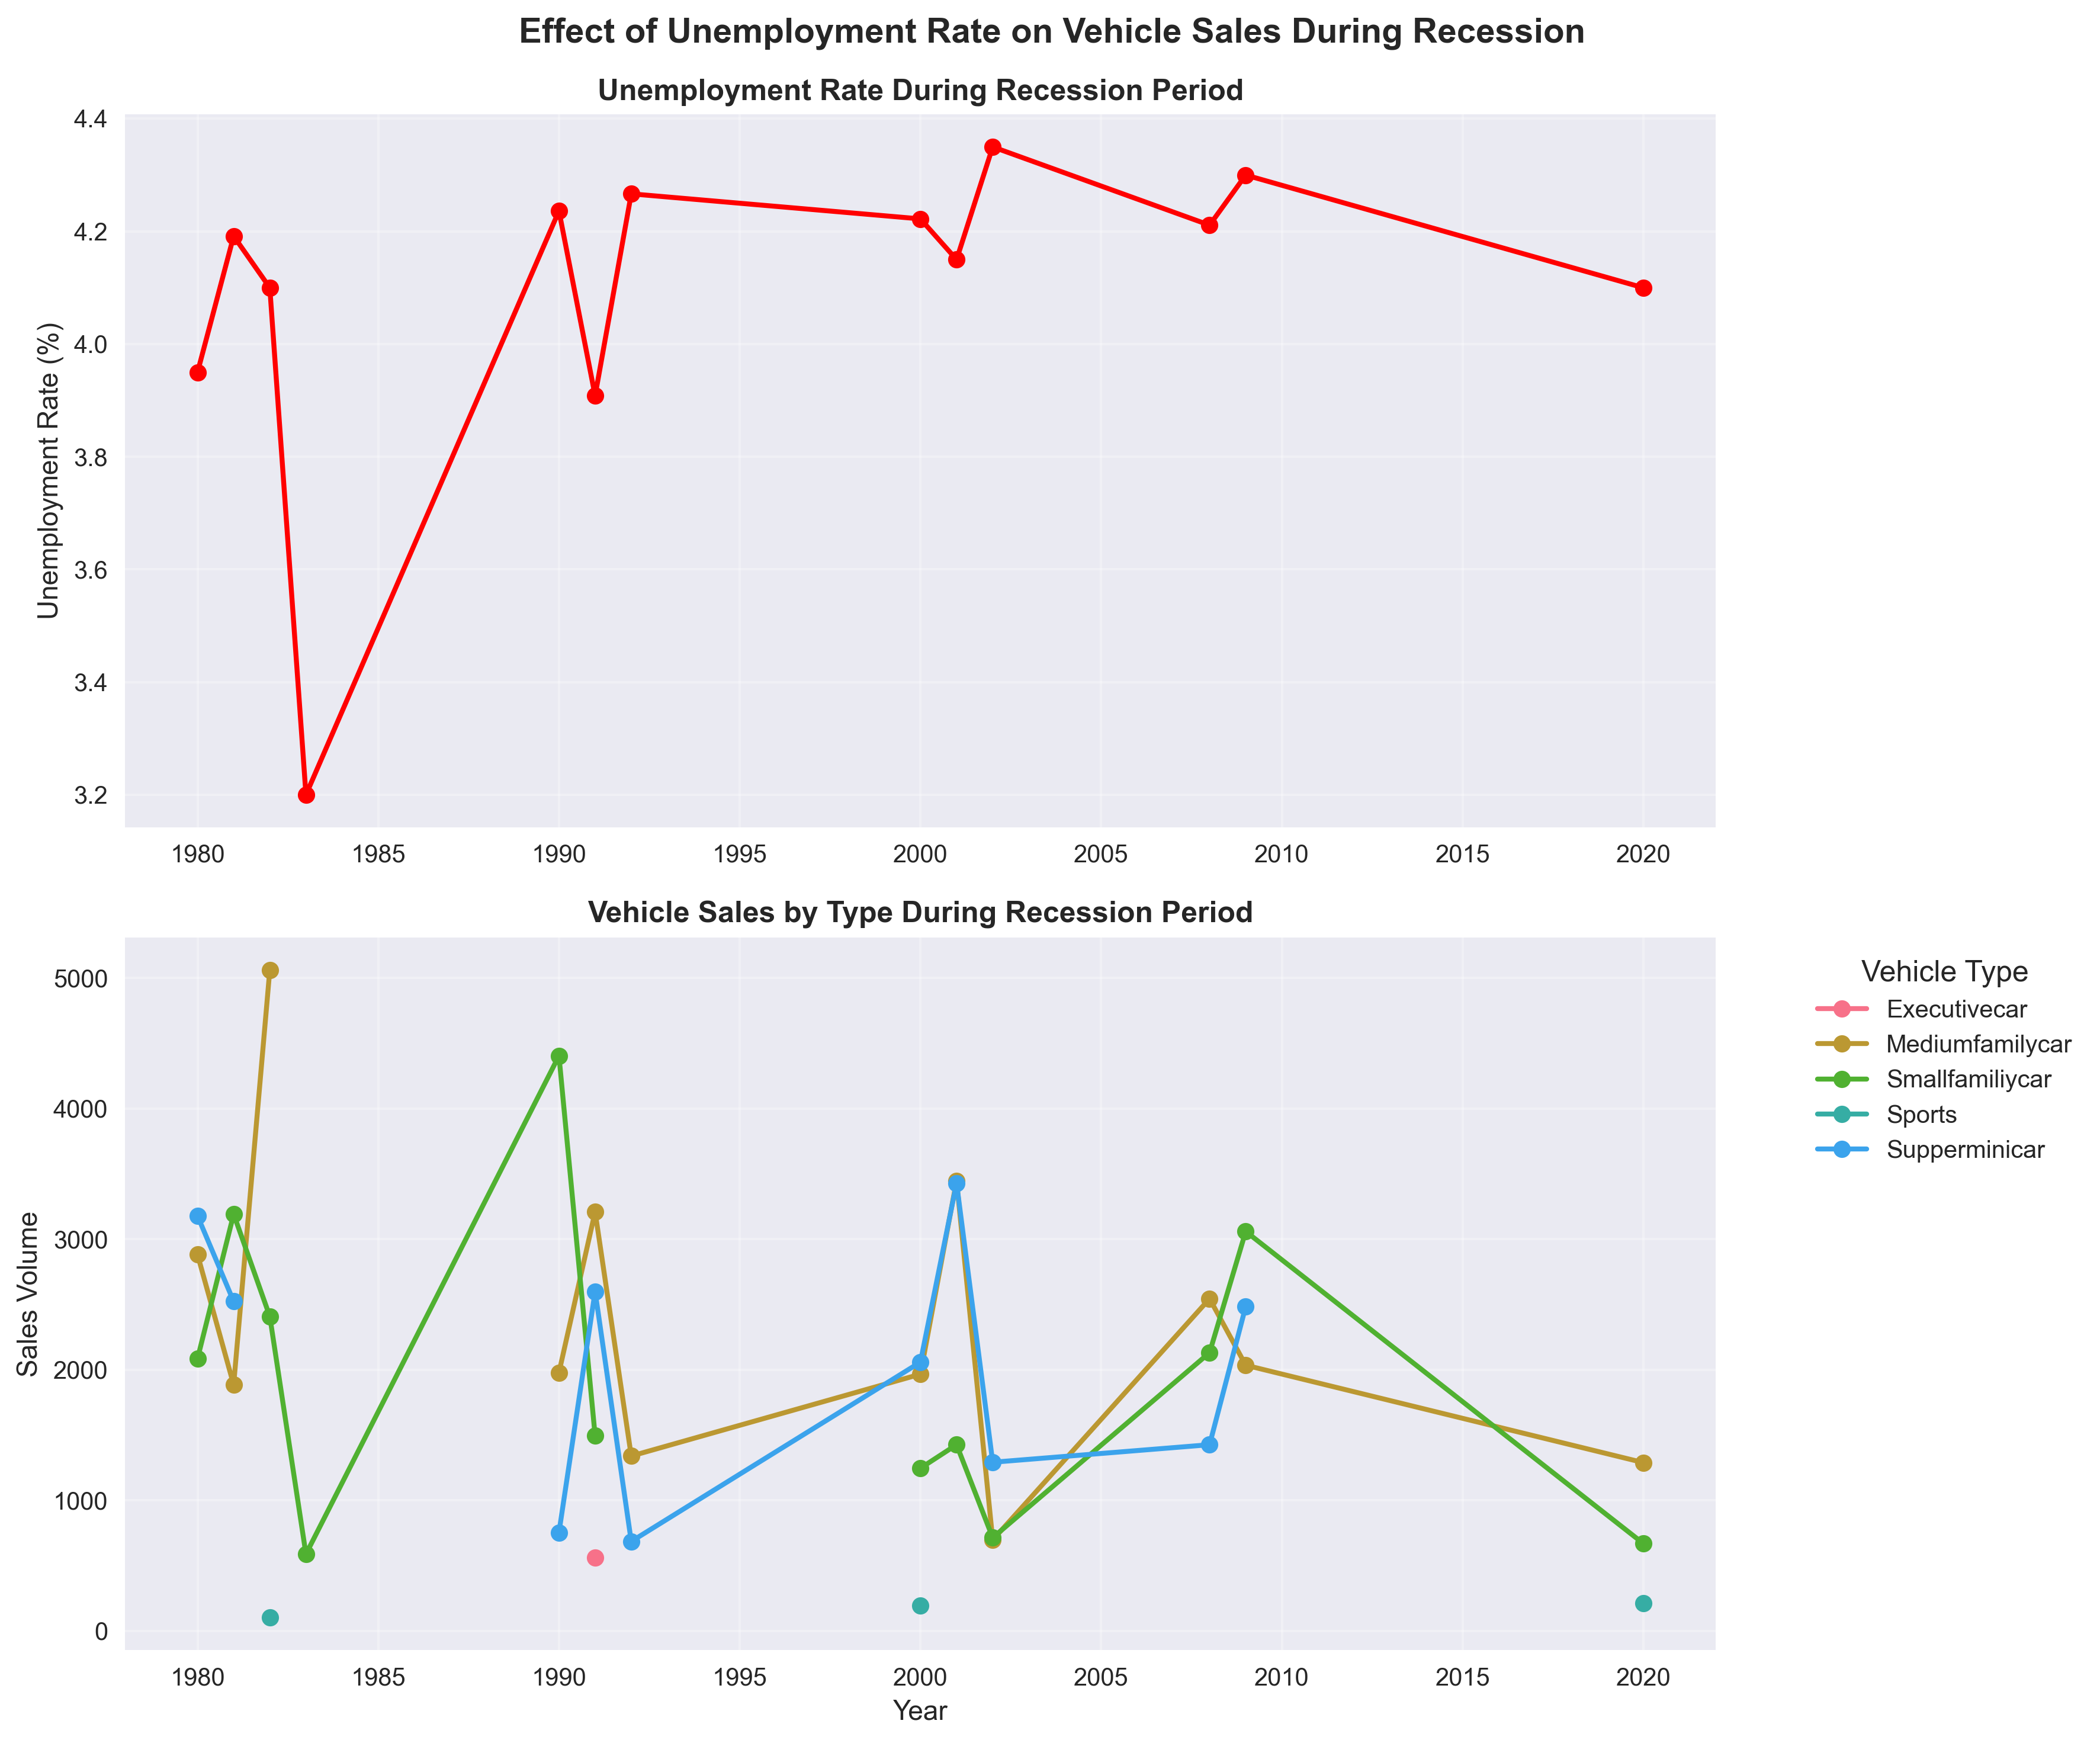 Effect of Unemployment Rate on Vehicle Sales During Recession
Unemployment Rate During Recession Period
Unemployment Rate (%)
4.4
4.2
4.0
3.8
3.6
3.4
3.2
1980 1985 1990 1995 2000 2005 2010 2015 2020
Vehicle Sales by Type During Recession Period
Sales Volume
5000
4000
3000
2000
1000
0
1980 1985 1990 1995 2000 2005 2010 2015 2020
Year
Vehicle Type
Executivecar
Mediumfamilycar
Smallfamiliycar
Sports
Supperminicar